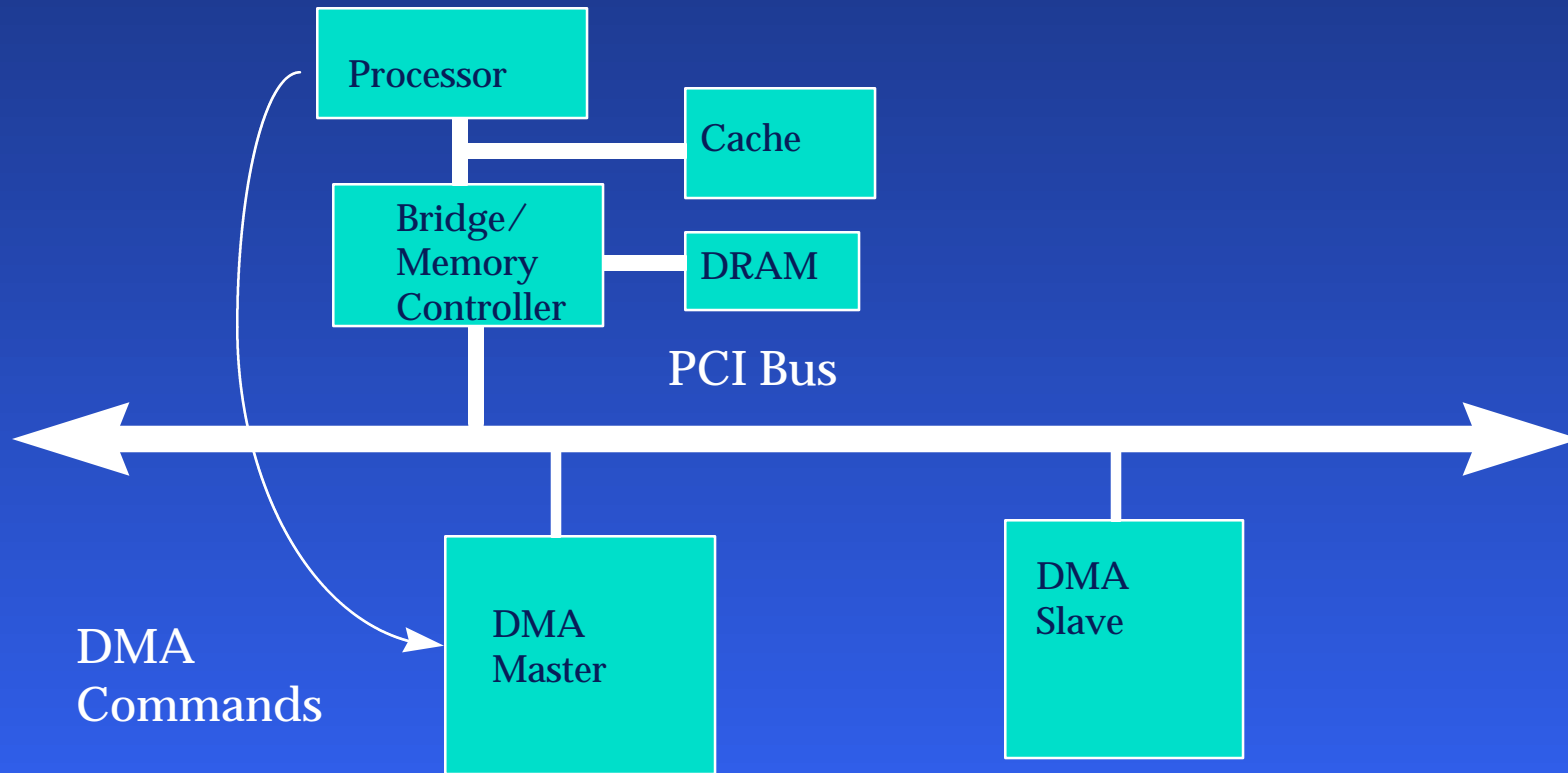 Processor
Cache
Bridge/
Memory
Controller
DRAM
PCI Bus
DMA
Commands
DMA
Master
DMA
Slave